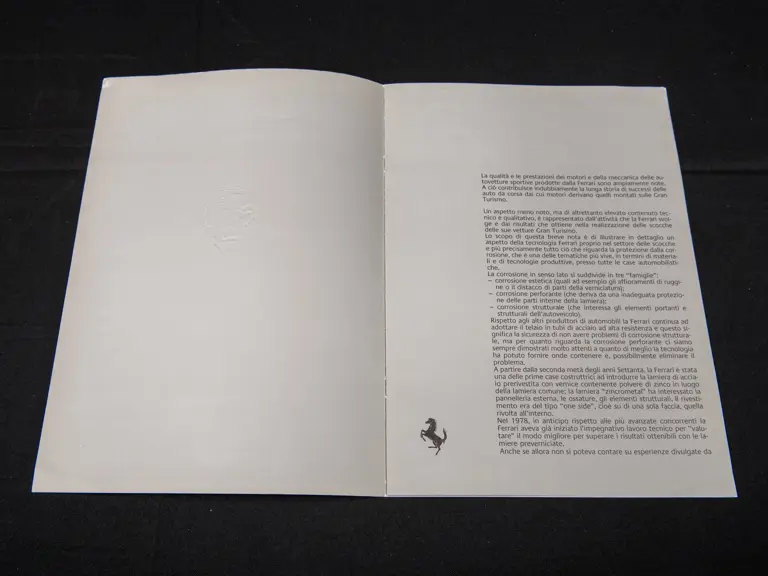 La qualità e le prestazioni dei motori e dalla meccanica delle au-
tovetture sportive prodotte dalla Ferrari sono ampiamente note.
A ciò contribuisce indubbiamente la lunga storia di successi delle
auto da corsa dai cui motori derivano quelli montati sulle Gran
Turismo.
Un aspetto meno noto, ma di altrettanto elevato contenuto tec-
nico e qualitativo, è rappresentato dall'attività che la Ferrari svol-
ge e dai risultati che ottiene nella realizzazione delle scocche
delle sue vetture Gran Turismo.
Lo scopo di questa breve nota è di illustrare in dettaglio un
aspetto della tecnologia Ferrari proprio nel settore delle scocche
e più precisamente tutto ciò che riguarda la protezione dalla cor-
rosione, che è una delle tematiche più vive, in termini di material-
i e di tecnologia produttive, presso tutte le case automobilisti-
che.
La corrosione in senso lato si suddivide in tre "famiglie":
– corrosione estetica (quali ad esempio gli affioramenti di ruggi-
ne o il distacco di parti della verniciatura);
– corrosione perforante (che deriva da una inadeguata protezio-
ne delle parti interne della lamiera);
– corrosione strutturale (che interessa gli elementi portanti e
strutturali dell'autoveicolo).
Rispetto agli altri produttori di automobili la Ferrari continua ad
adottare il telaio in tubi di acciaio ad alta resistenza e questo si-
gnifica la sicurezza di non avere problemi di corrosione struttura-
le, ma per quanto riguarda la corrosione perforante ci siamo
sempre dimostrati molto attenti a quanto di meglio la tecnologia
ha potuto fornire onde contenere e, possibilmente eliminare il
problema.
A partire dalla seconda metà degli anni Settanta, la Ferrari è stata
una delle prime case costruttrici ad introdurre la lamiera di accia-
io prerivestita con vernice contenente polvere di zinco in luogo
della lamiera comune; la lamiera "zincrometal" ha interessato la
pannelleria esterna, le ossature, gli elementi strutturali. Il rivesti-
mento era del tipo "one side", cioè su di una sola faccia, quella
rivolta all'interno.
Nel 1978, in anticipo rispetto alle più avanzate concorrenti la
Ferrari aveva già iniziato l'impegnativo lavoro tecnico per "valu-
tare" il modo migliore per superare i risultati ottenibili con le la-
miere preverniciate.
Anche se allora non si poteva contare su esperienze divulgate da